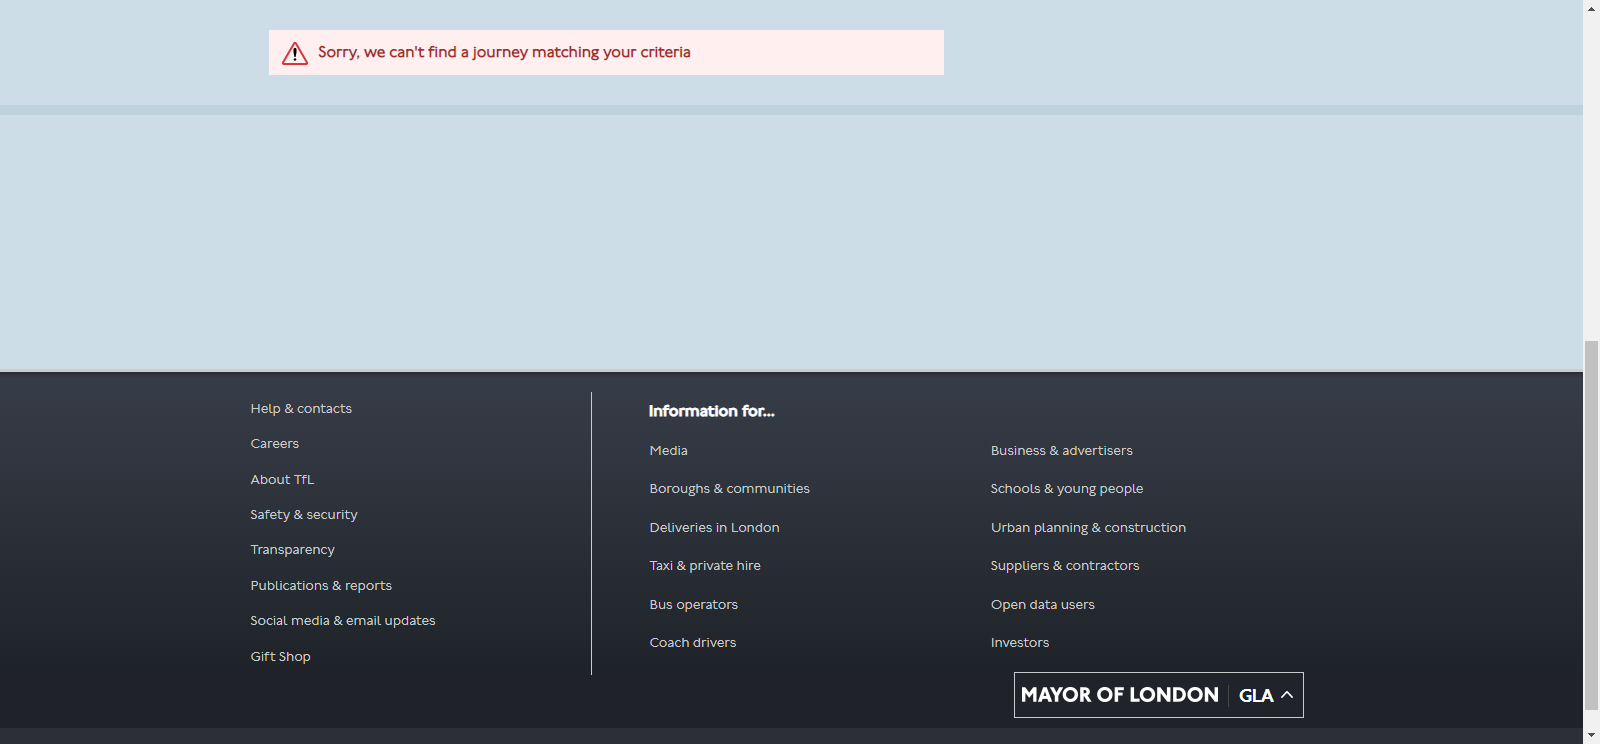 Sorry, we can't find a journey matching your criteria
Help & contacts
Careers
About TfL
Safety & security
Transparency
Publications & reports
Social media & email updates
Gift Shop
Information for...
Media
Boroughs & communities
Deliveries in London
Taxi & private hire
Bus operators
Coach drivers
Business & advertisers
Schools & young people
Urban planning & construction
Suppliers & contractors
Open data users
Investors
MAYOR OF LONDON GLA